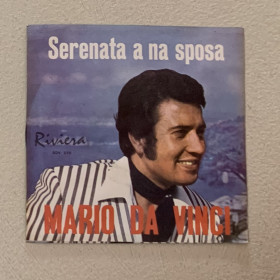 Serenata a na sposa
Riviera
MARIO DA VINCI